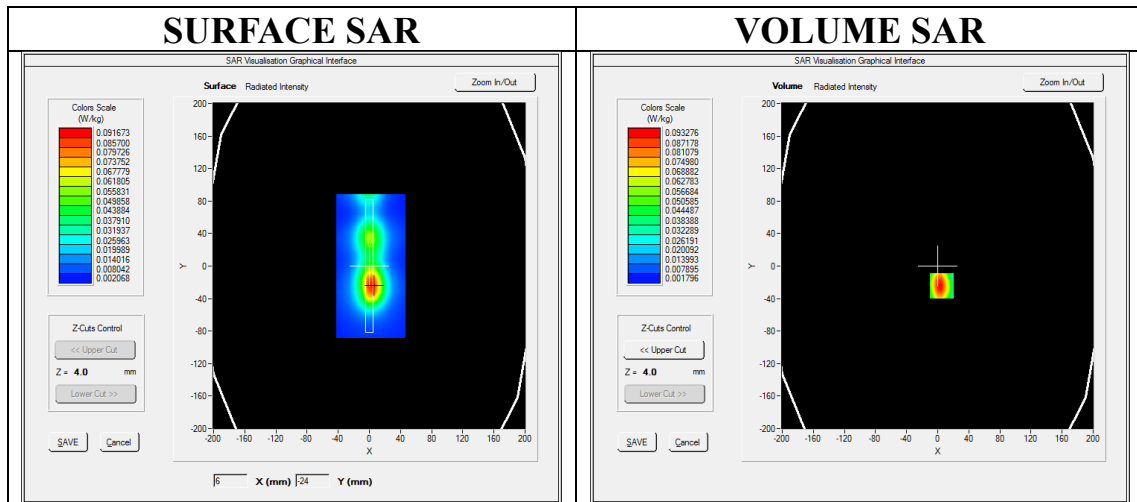 SURFACE SAR
VOLUME SAR
SAR Visualisation Graphical Interface
Surface Radiated Intensity
Zoom In/Out
Colors Scale
(W/kg)
0.091673
0.085700
0.079726
0.073752
0.067779
0.061805
0.055831
0.049858
0.043884
0.037910
0.031937
0.025963
0.019989
0.014016
0.008042
0.002068
Z-Cuts Control
<< Upper Cut
Z = 4.0 mm
Lower Cut >>
SAVE Cancel
200
160
120
80
40
0
-40
-80
-120
-160
-200
Y
-200 -160 -120 -80 -40 0 40 80 120 160 200
X
6 X (mm) -24 Y (mm)
SAR Visualisation Graphical Interface
Volume Radiated Intensity
Zoom In/Out
Colors Scale
(W/kg)
0.093276
0.087178
0.081079
0.074980
0.068882
0.062783
0.056684
0.050585
0.044487
0.038388
0.032289
0.026191
0.020092
0.013993
0.007895
0.001796
Z-Cuts Control
<< Upper Cut
Z = 4.0 mm
Lower Cut >>
SAVE Cancel
200
160
120
80
40
0
-40
-80
-120
-160
-200
Y
-200 -160 -120 -80 -40 0 40 80 120 160 200
X